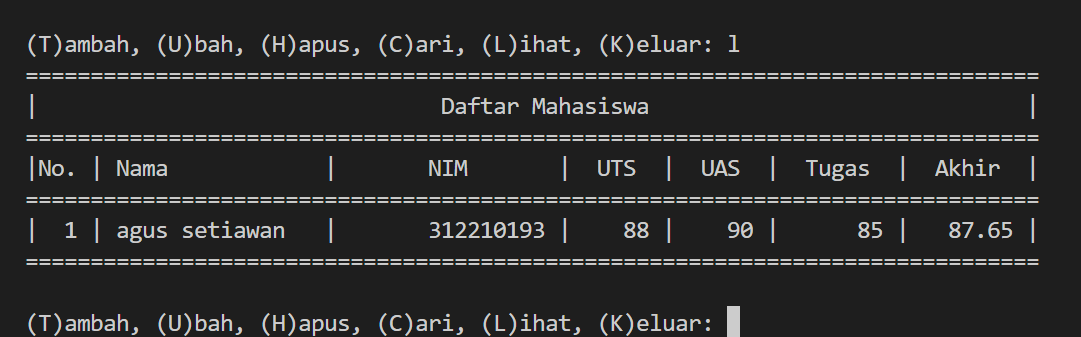 (T)ambah, (U)bah, (H)apus, (C)ari, (L)ihat, (K)eluar: l
==============================================================================
|                               Daftar Mahasiswa                             |
==============================================================================
|No. | Nama            |       NIM       |  UTS  |  UAS  |  Tugas  |  Akhir  |
==============================================================================
|  1 | agus setiawan   |       312210193 |    88 |    90 |      85 |   87.65 |
==============================================================================
(T)ambah, (U)bah, (H)apus, (C)ari, (L)ihat, (K)eluar: